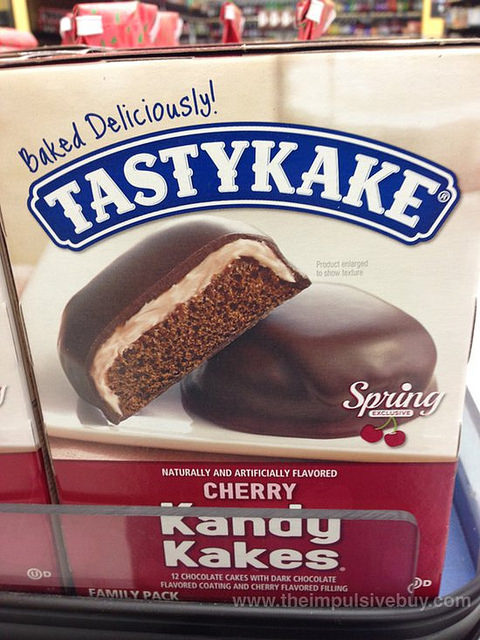 Baked Deliciously!
TASTYKAKE®
Product enlarged
to show texture
Spring
EXCLUSIVE
NATURALLY AND ARTIFICIALLY FLAVORED
CHERRY
Kandy
Kakes®
12 CHOCOLATE CAKES WITH DARK CHOCOLATE
FLAVORED COATING AND CHERRY FLAVORED FILLING
UD
D
FAMILY PACK
www.theimpulsivebuy.com